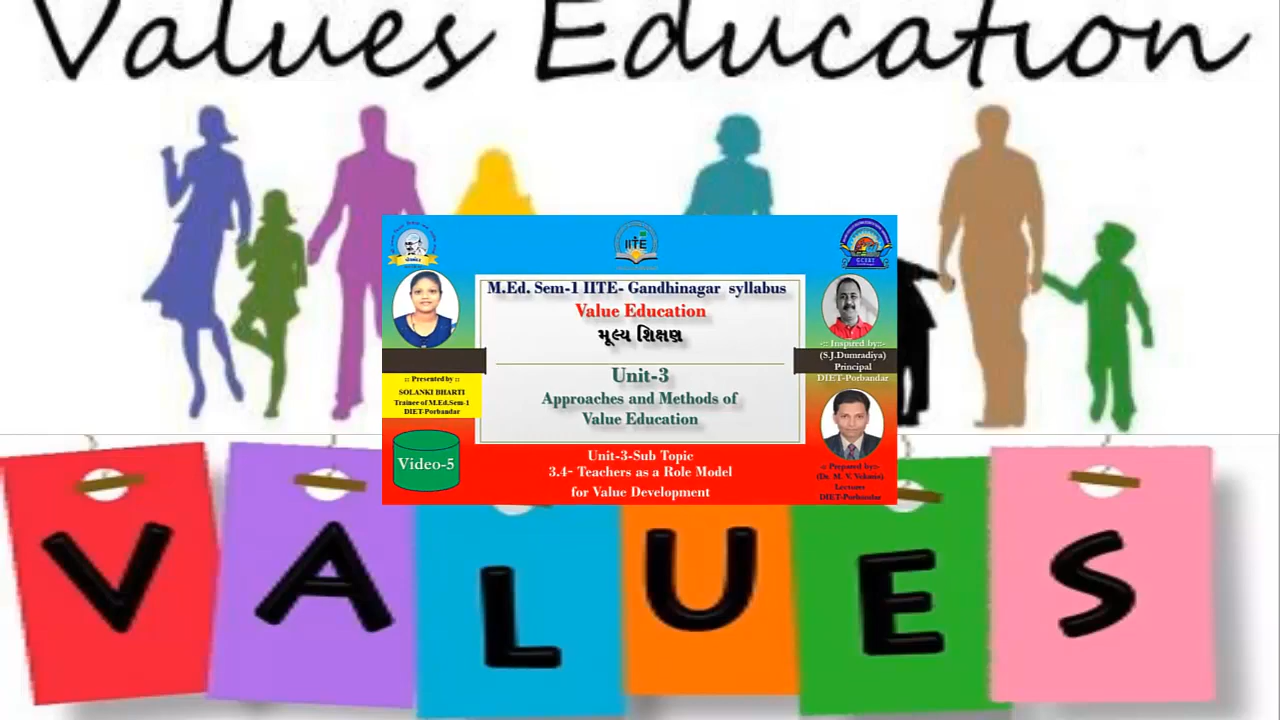 Values Education
IITE
GCERT
M.Ed. Sem-1 IITE- Gandhinagar syllabus
Value Education
મૂલ્ય શિક્ષણ
Unit-3
Approaches and Methods of
Value Education
:: Presented by ::
SOLANKI BHARTI
Trainee of M.Ed.Sem-1
DIET-Porbandar
Video-5
-:: Inspired by::-
(S.J.Dumradiya)
Principal
DIET-Porbandar
Unit-3-Sub Topic
3.4- Teachers as a Role Model
for Value Development
-:: Prepared by::-
(Dr. M. V.
Lecturer
DIET-Porbandar
VALUES